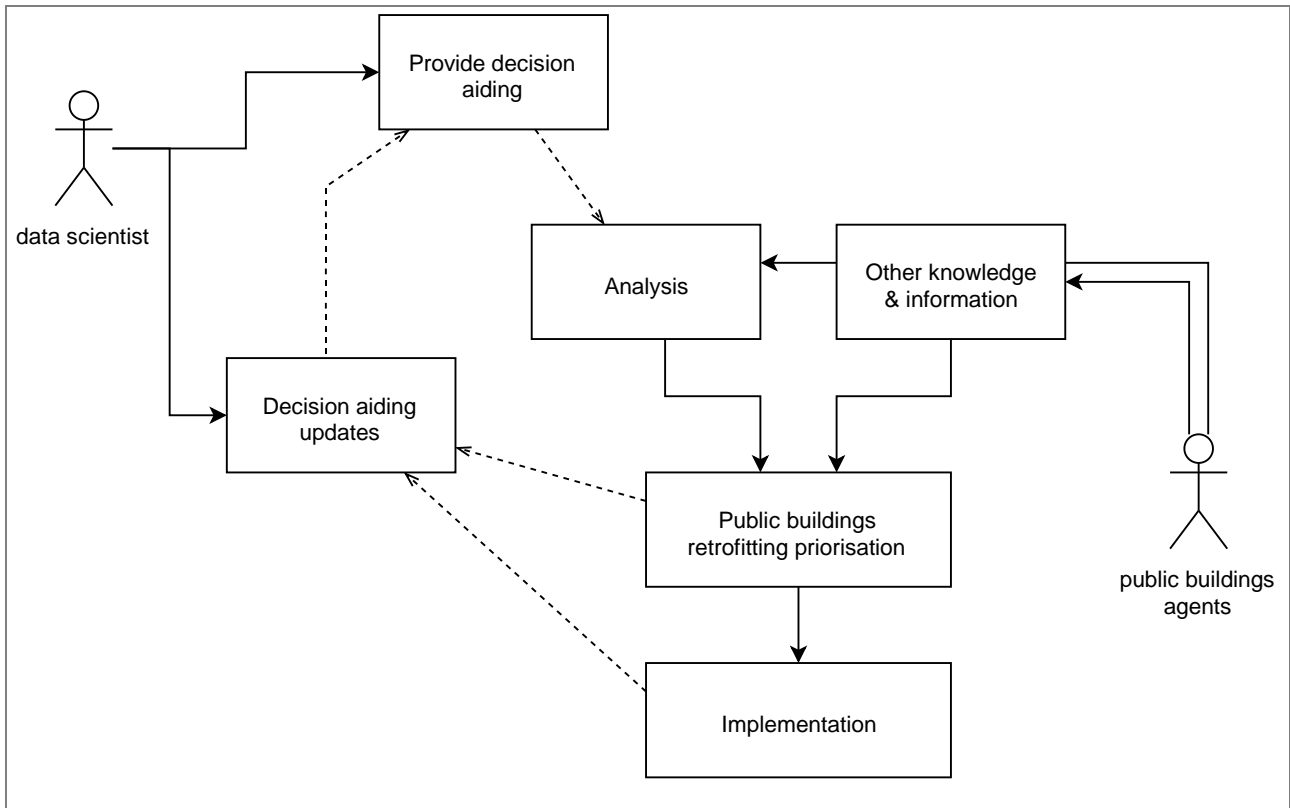 Provide decision
aiding
data scientist
Analysis
Other knowledge
& information
Decision aiding
updates
Public buildings
retrofitting priorisation
public buildings
agents
Implementation